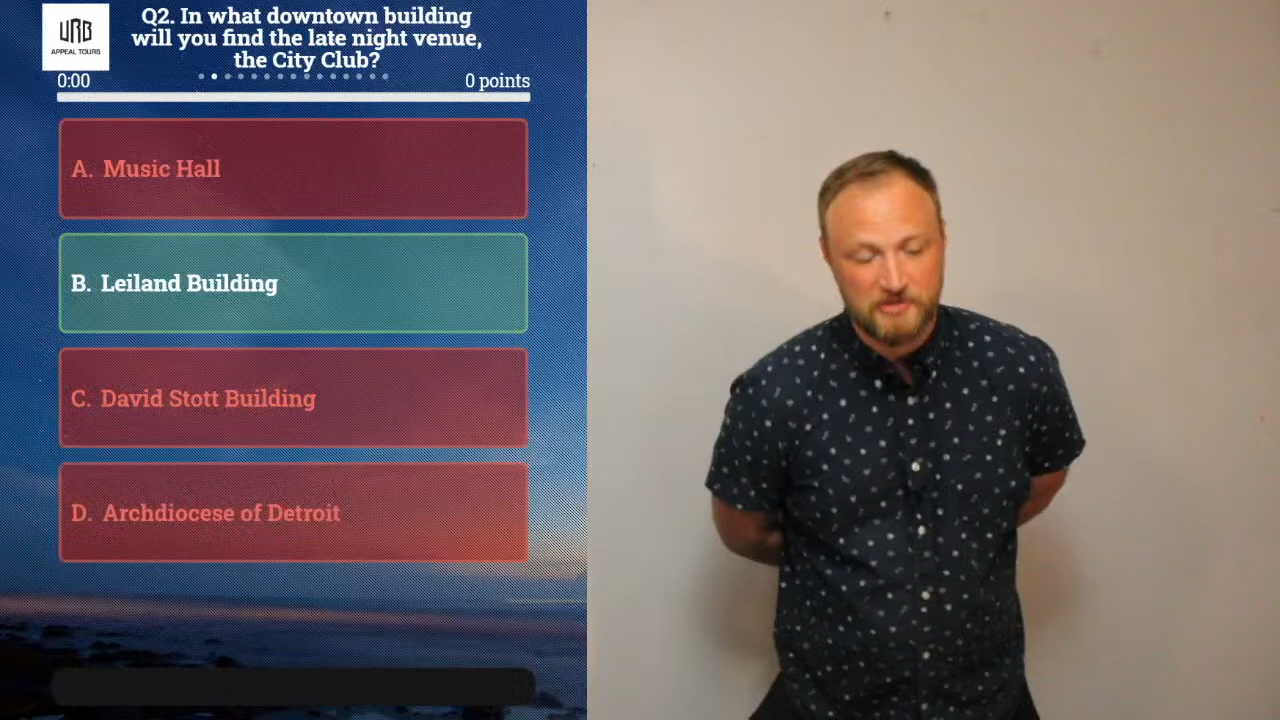 URB
APPEAL TOURS
Q2. In what downtown building
will you find the late night venue,
the City Club?
0:00
0 points
A. Music Hall
B. Leiland Building
C. David Stott Building
D. Archdiocese of Detroit